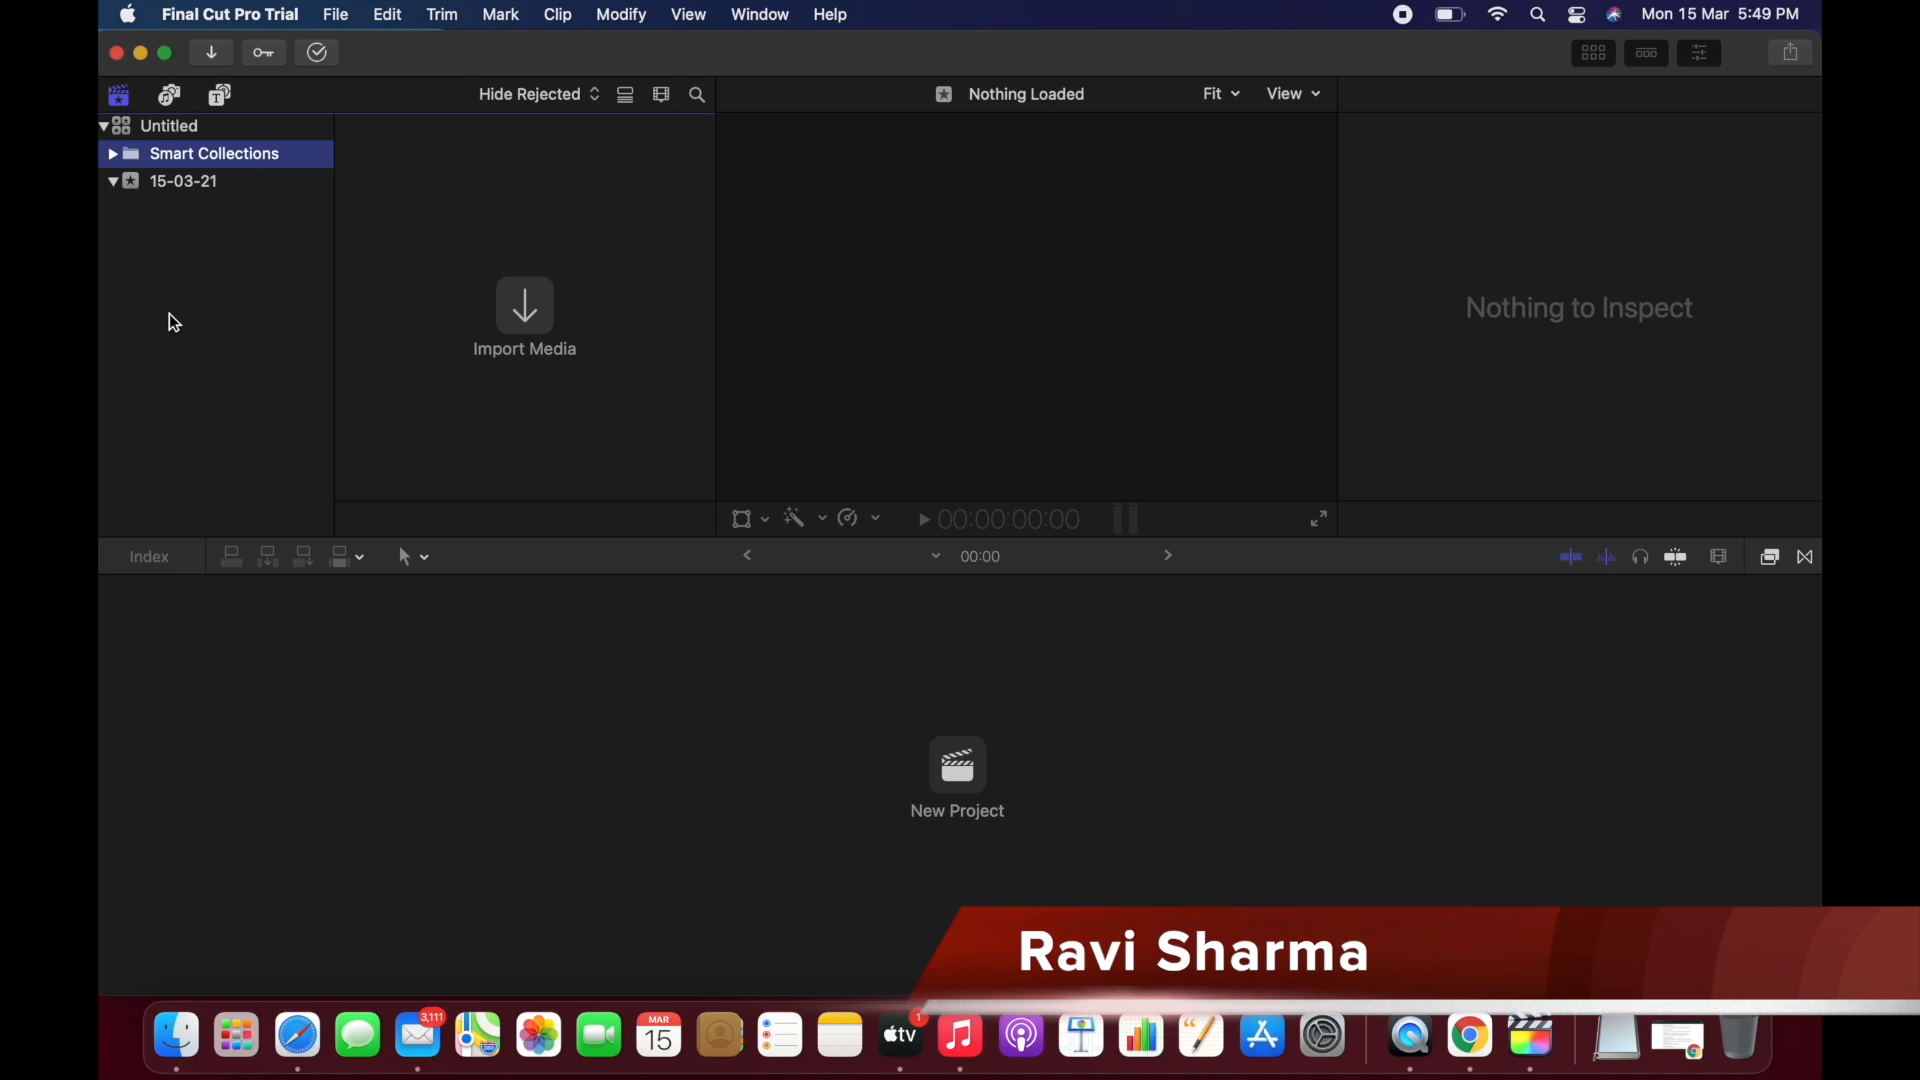 Final Cut Pro Trial File Edit Trim Mark Clip Modify View Window Help Mon 15 Mar 5:49 PM
Hide Rejected Nothing Loaded Fit View
Untitled
Smart Collections
15-03-21
Import Media
Nothing to Inspect
00:00:00:00
Index 00:00
New Project
Ravi Sharma
3,111
MAR
15
tv
1